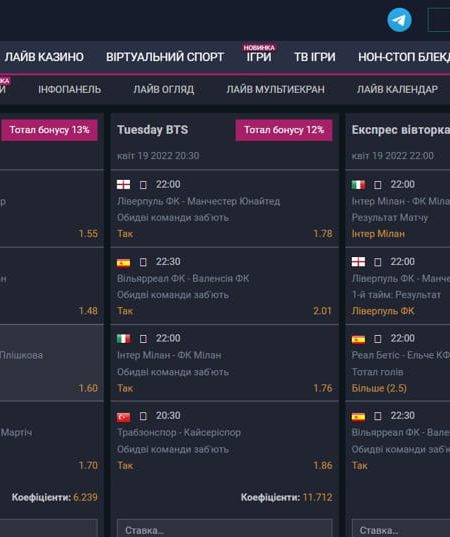 ЛАЙВ КАЗИНО ВІРТУАЛЬНИЙ СПОРТ НОВИНКА ІГРИ ТВ ІГРИ НОН-СТОП БЛЕКД
ИНФОПАНЕЛЬ ЛАЙВ ОГЛЯД ЛАЙВ МУЛЬТИЕКРАН ЛАЙВ КАЛЕНДАР
Тотал бонусу 13%
1.55
1.48
Плішкова
1.60
Мартіч
1.70
Коефіцієнти: 6.239
Tuesday BTS Тотал бонусу 12%
квіт 19 2022 20:30
22:00
Ліверпуль ФК - Манчестер Юнайтед
Обидві команди заб'ють
Так 1.78
22:30
Вільярреал ФК - Валенсія ФК
Обидві команди заб'ють
Так 2.01
22:00
Інтер Мілан - ФК Мілан
Обидві команди заб'ють
Так 1.76
20:30
Трабзонспор - Кайсеріспор
Обидві команди заб'ють
Так 1.86
Коефіцієнти: 11.712
Ставка..
Експрес вівторка
квіт 19 2022 22:00
22:00
Інтер Мілан - ФК Міла
Результат Матчу
Інтер Мілан
22:00
Ліверпуль ФК - Манче
1-й тайм: Результат
Ліверпуль ФК
22:00
Реал Бетіс - Ельче КФ
Тотал голів
Більше (2.5)
22:30
Вільярреал ФК - Вале
Обидві команди заб'ю
Так
Коефіцієнти:
Ставка..